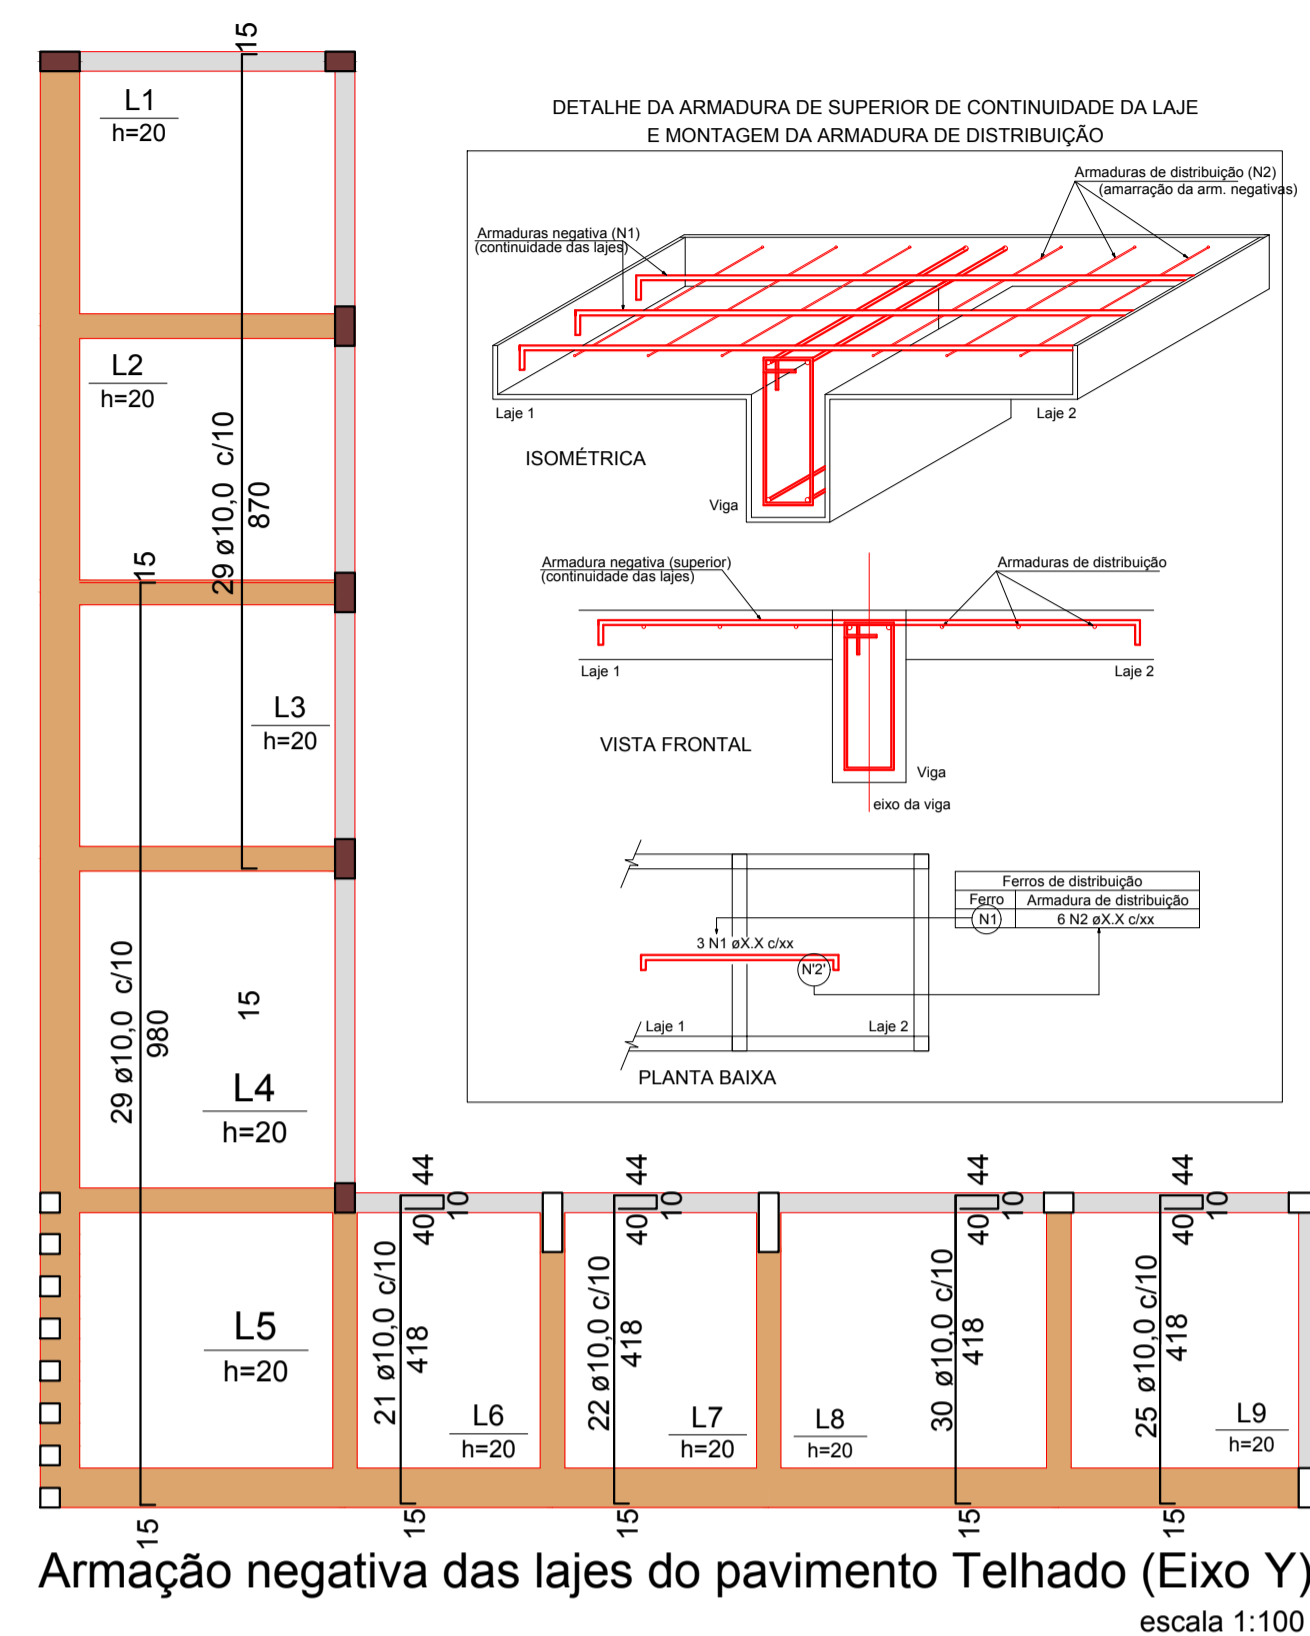 15
L1
h=20
L2
h=20
29 ø10,0 c/10
870
15
L3
h=20
29 ø10,0 c/10
980
15
L4
h=20
L5
h=20
15
DETALHE DA ARMADURA DE SUPERIOR DE CONTINUIDADE DA LAJE
E MONTAGEM DA ARMADURA DE DISTRIBUIÇÃO
Armaduras de distribuição (N2)
(amarração da arm. negativas)
Armaduras negativa (N1)
(continuidade das lajes)
Laje 1
Laje 2
ISOMÉTRICA
Viga
Armadura negativa (superior)
(continuidade das lajes)
Armaduras de distribuição
Laje 1
Laje 2
VISTA FRONTAL
Viga
eixo da viga
Ferros de distribuição
Ferro
Armadura de distribuição
N1
6 N2 øX.X c/xx
3 N1 øX.X c/xx
N'2'
Laje 1
Laje 2
PLANTA BAIXA
44
40
10
21 ø10,0 c/10
418
L6
h=20
15
44
40
10
22 ø10,0 c/10
418
L7
h=20
15
L8
h=20
44
40
10
30 ø10,0 c/10
418
15
44
40
10
25 ø10,0 c/10
418
L9
h=20
15
Armação negativa das lajes do pavimento Telhado (Eixo Y)
escala 1:100